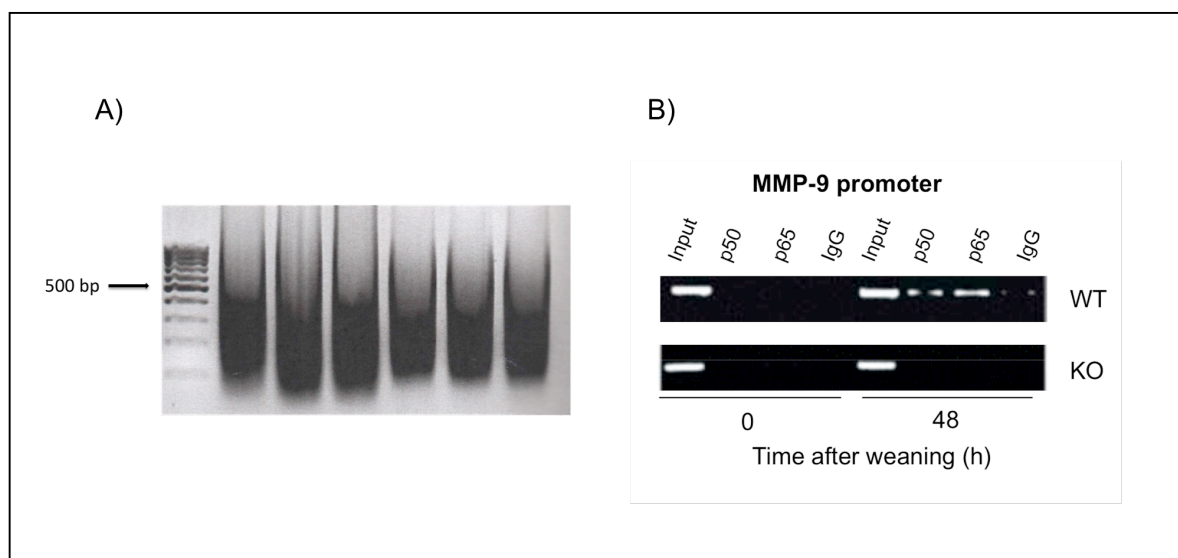 A)
B)
500 bp
MMP-9 promoter
Input p50 p65 IgG Input p50 p65 IgG
WT
KO
0 48
Time after weaning (h)